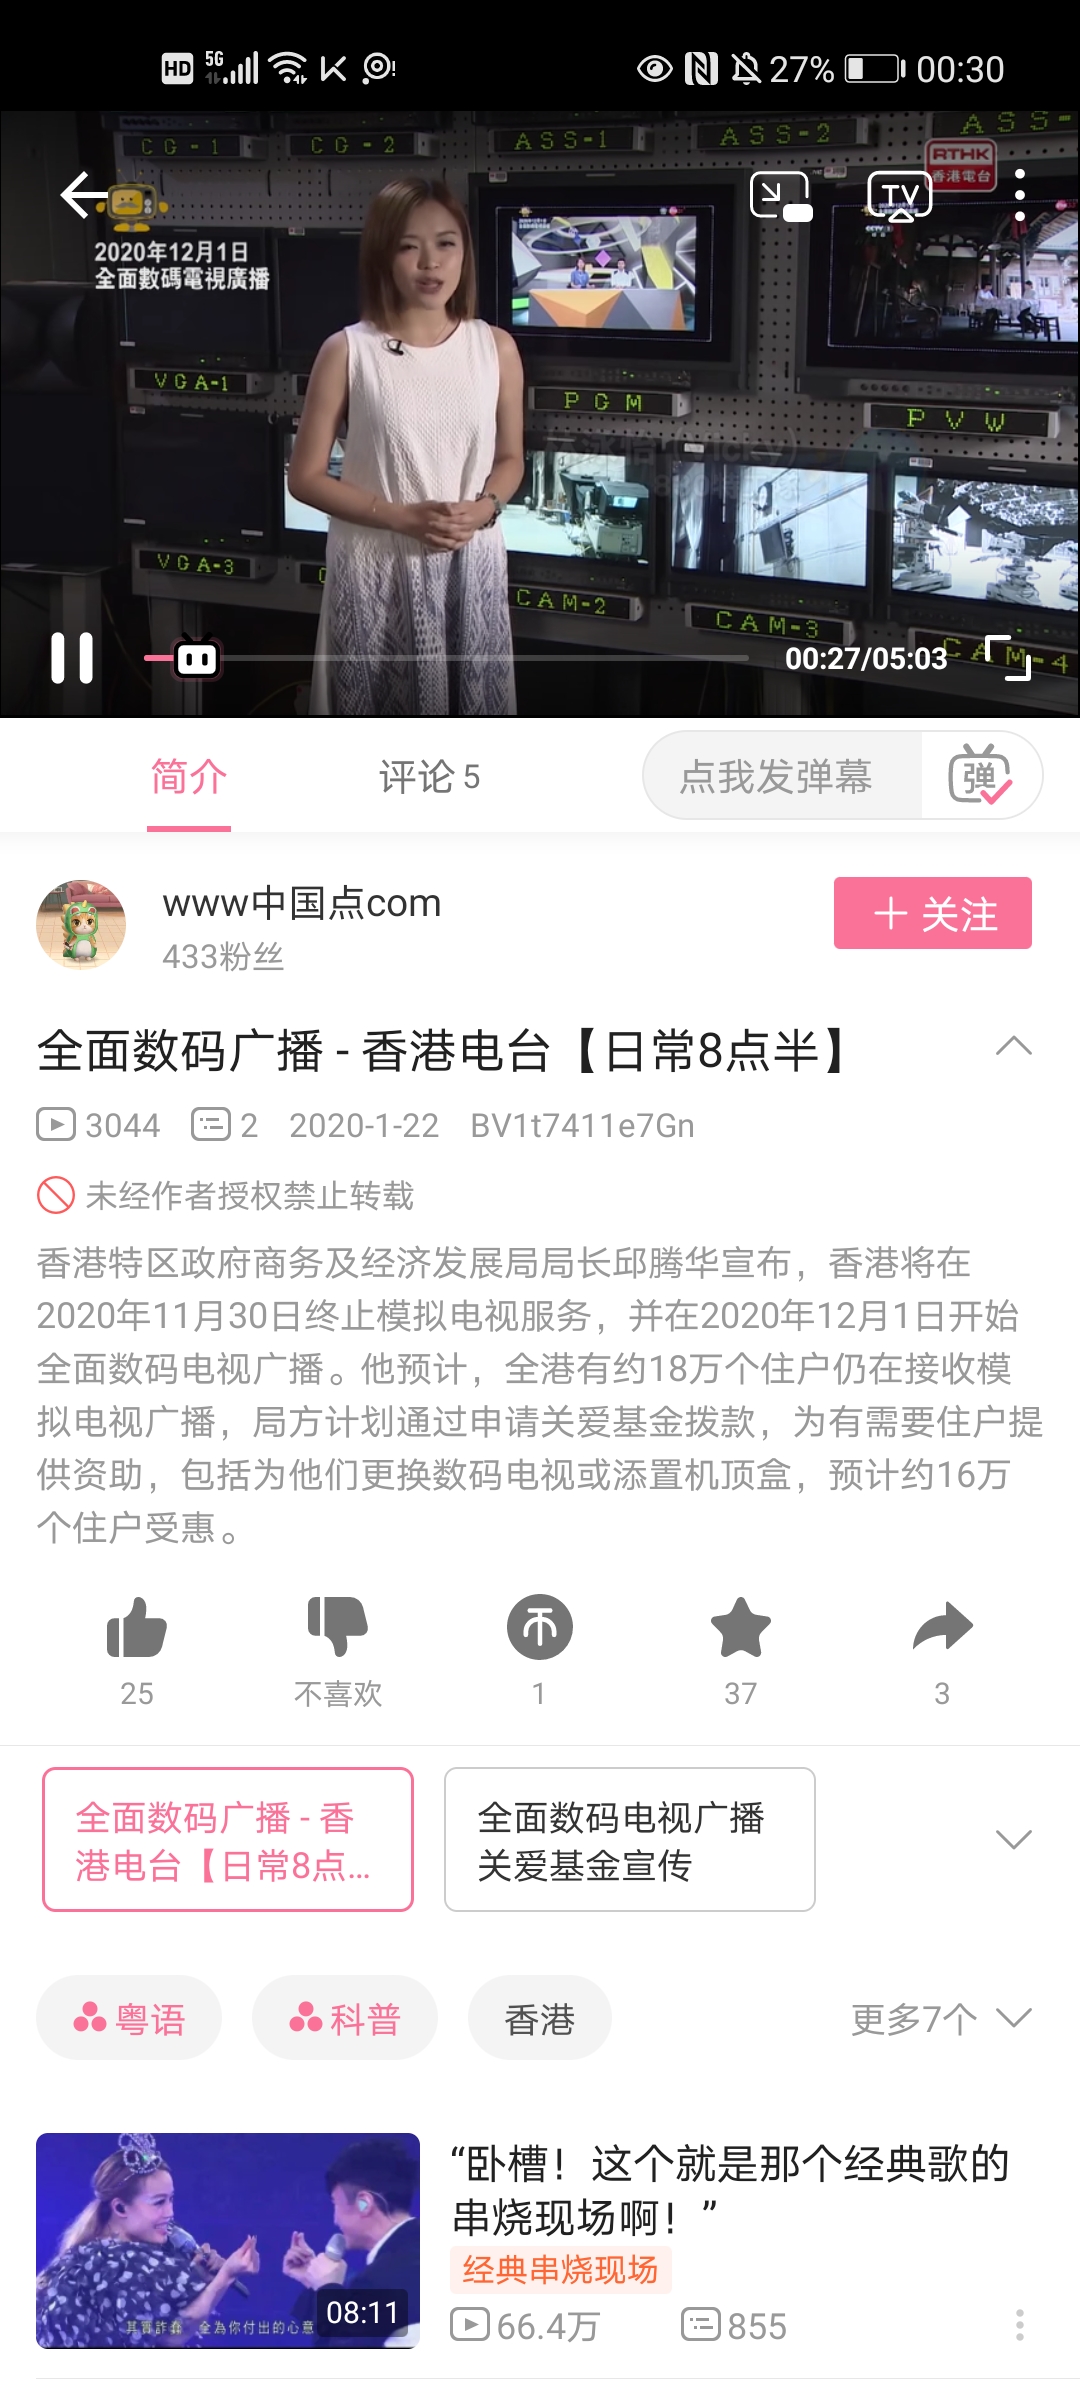 HD 5G 27% 00:30
CG-1 CG-2 ASS-1 ASS-2 ASS-
RTHK
香港電台
TV
2020年12月1日
全面數碼電視廣播
VGA-1
PGM
PVW
VGA-3
CAM-2
CAM-3
CAM-4
00:27/05:03
简介 评论 5 点我发弹幕 弹
www中国点com
433粉丝
关注
全面数码广播 - 香港电台【日常8点半】
3044 2 2020-1-22 BV1t7411e7Gn
未经作者授权禁止转载
香港特区政府商务及经济发展局局长邱腾华宣布，香港将在
2020年11月30日终止模拟电视服务，并在2020年12月1日开始
全面数码电视广播。他预计，全港有约18万个住户仍在接收模
拟电视广播，局方计划通过申请关爱基金拨款，为有需要住户提
供资助，包括为他们更换数码电视或添置机顶盒，预计约16万
个住户受惠。
25 不喜欢 1 37 3
全面数码广播 - 香
港电台【日常8点...
全面数码电视广播
关爱基金宣传
粤语 科普 香港 更多7个
“卧槽！这个就是那个经典歌的
串烧现场啊！”
经典串烧现场
66.4万 855
08:11
全為你付出的心意